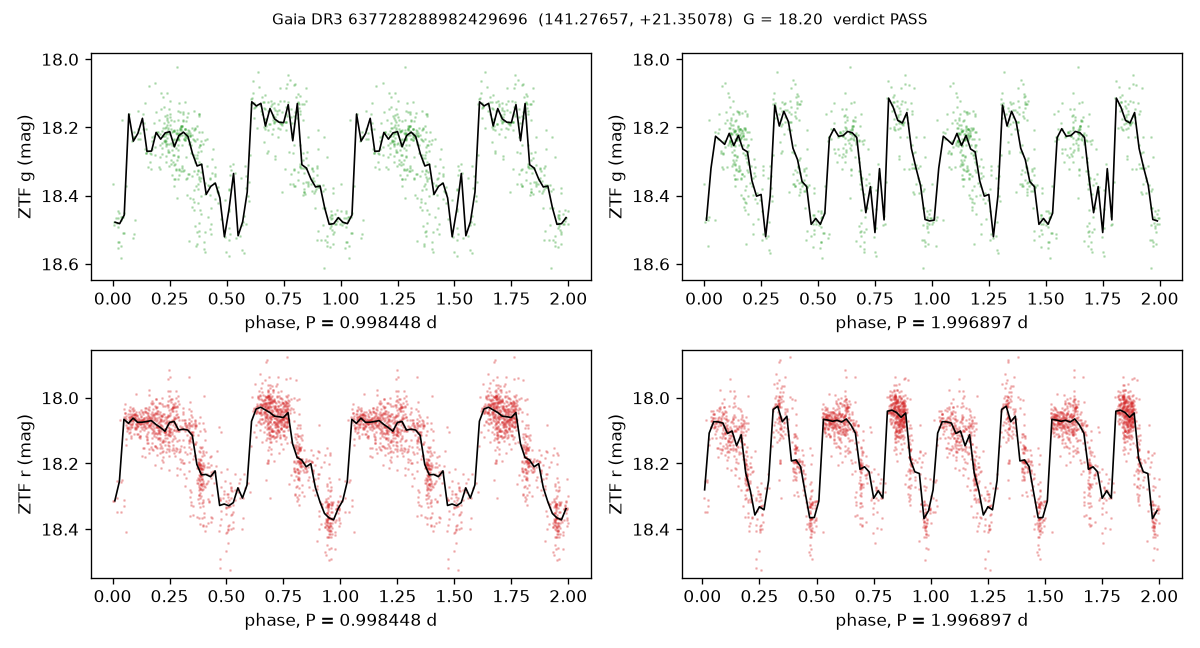 Gaia DR3 637728288982429696 (141.27657, +21.35078) G = 18.20 verdict PASS
ZTF g (mag)
18.0
18.2
18.4
18.6
0.00 0.25 0.50 0.75 1.00 1.25 1.50 1.75 2.00
phase, P = 0.998448 d
ZTF g (mag)
18.0
18.2
18.4
18.6
0.00 0.25 0.50 0.75 1.00 1.25 1.50 1.75 2.00
phase, P = 1.996897 d
ZTF r (mag)
18.0
18.2
18.4
0.00 0.25 0.50 0.75 1.00 1.25 1.50 1.75 2.00
phase, P = 0.998448 d
ZTF r (mag)
18.0
18.2
18.4
0.00 0.25 0.50 0.75 1.00 1.25 1.50 1.75 2.00
phase, P = 1.996897 d